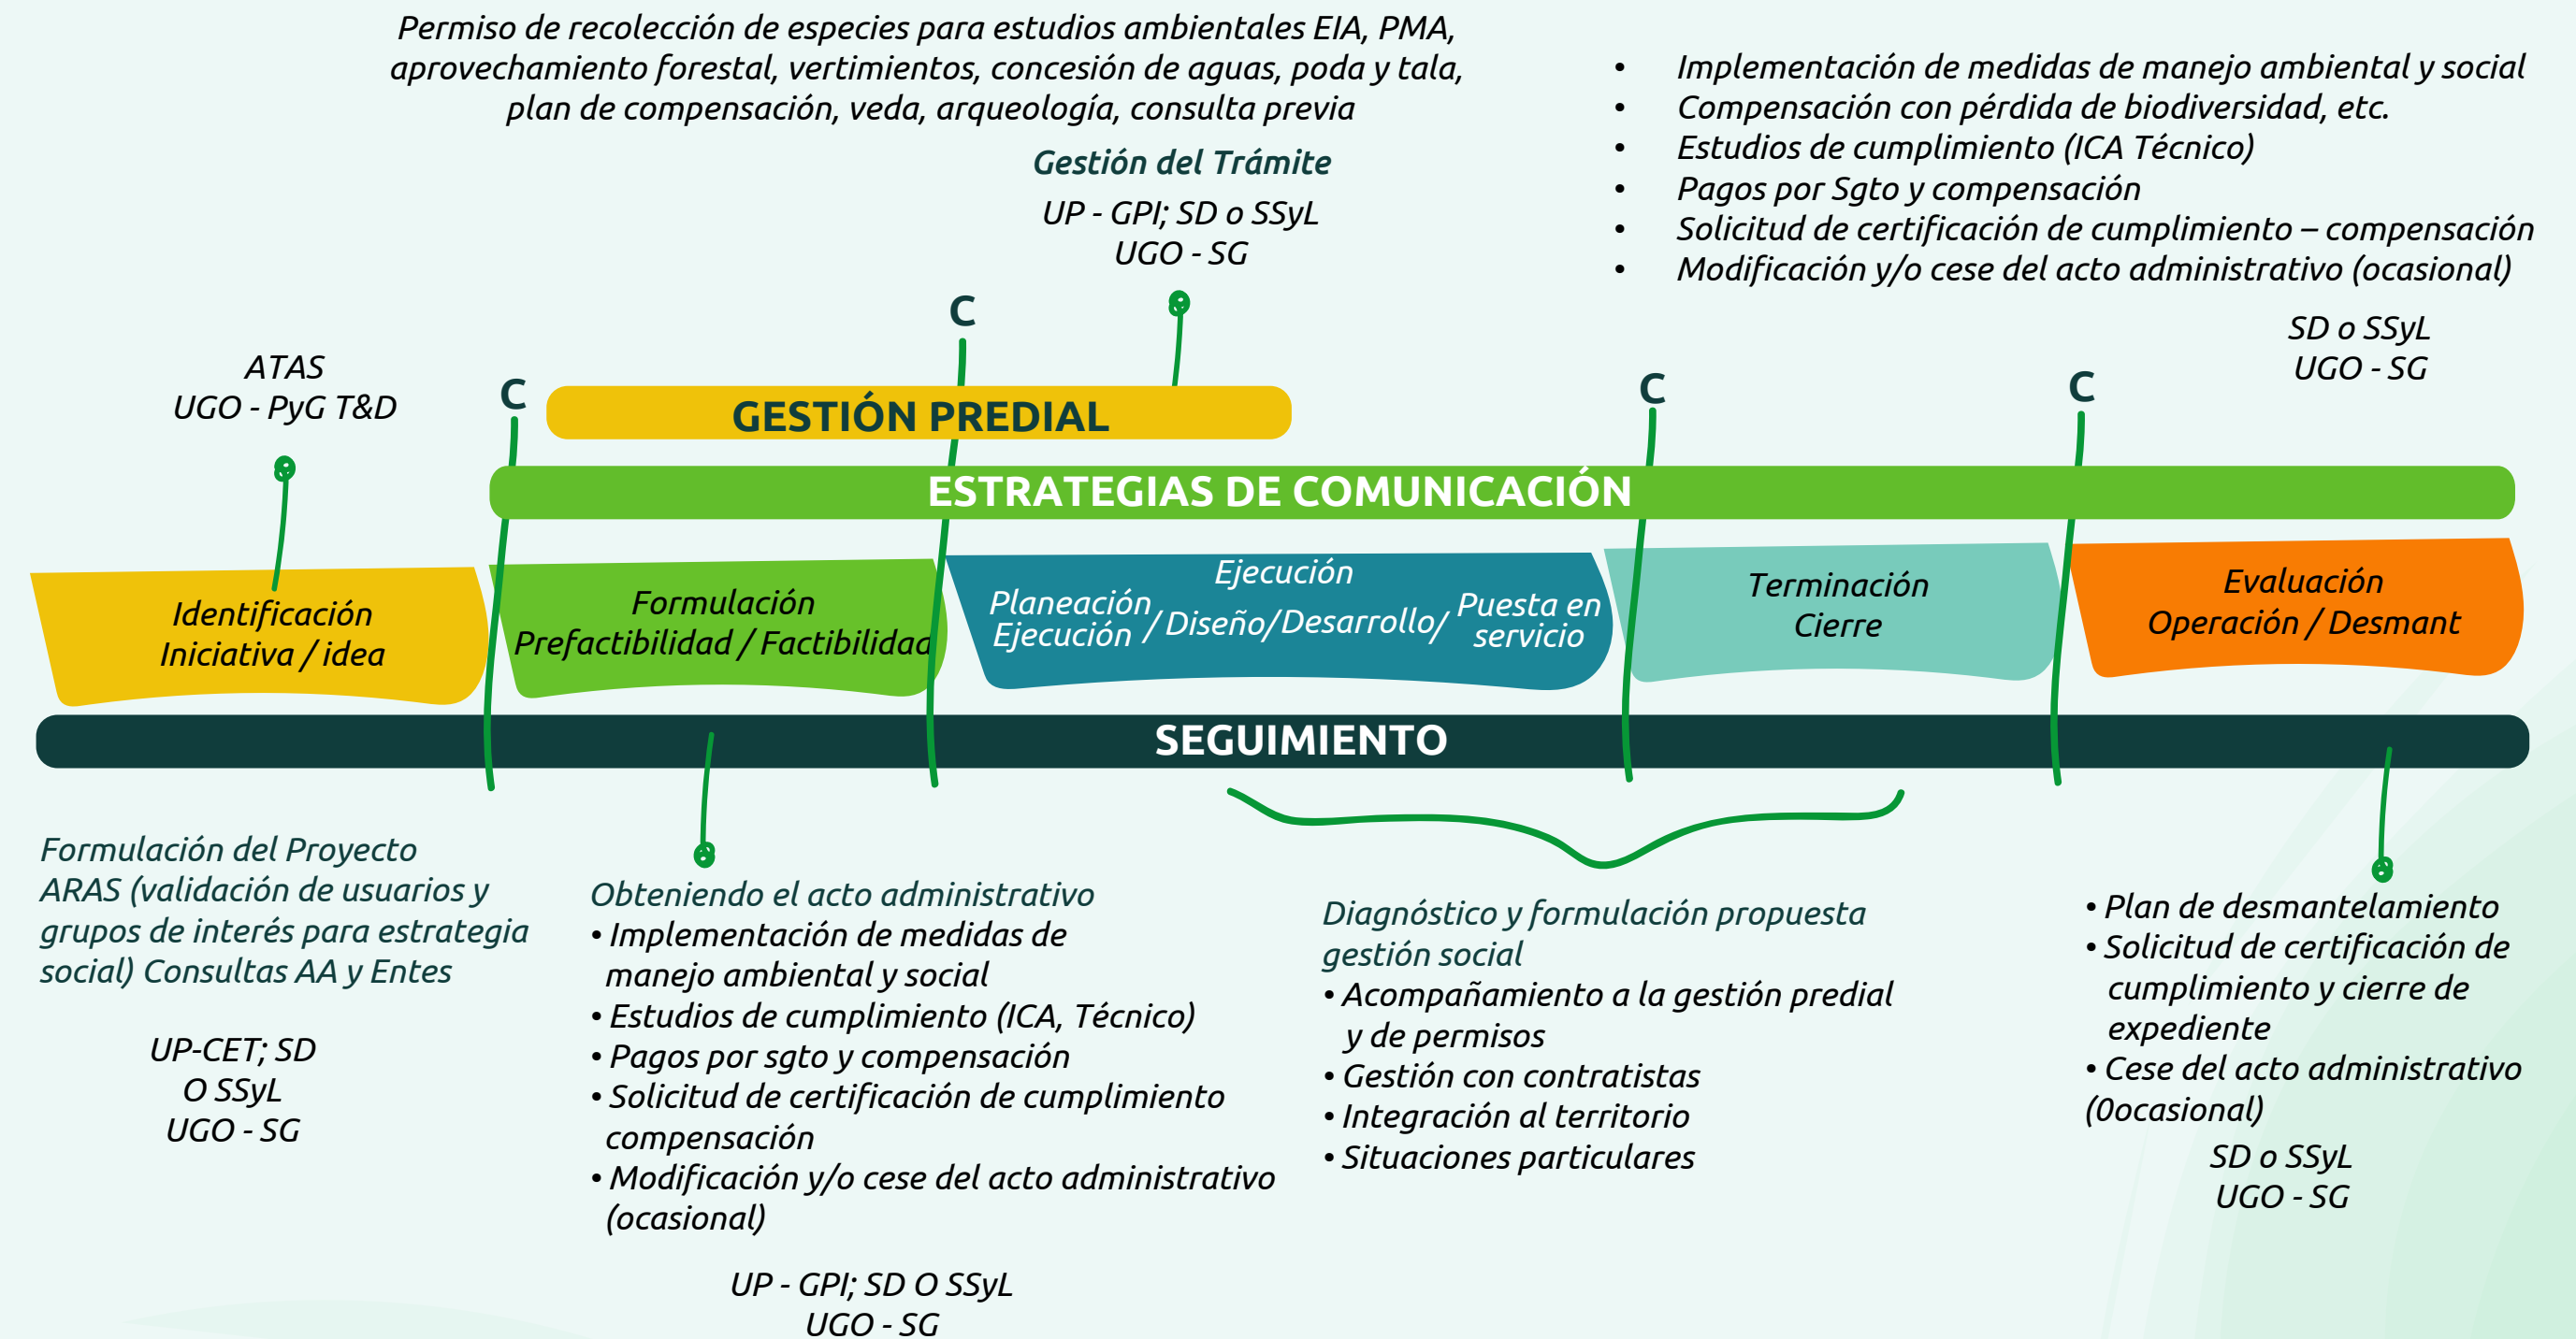 Permiso de recolección de especies para estudios ambientales EIA, PMA,
aprovechamiento forestal, vertimientos, concesión de aguas, poda y tala,
plan de compensación, veda, arqueología, consulta previa
Gestión del Trámite
UP - GPI; SD o SSyL
UGO - SG
• Implementación de medidas de manejo ambiental y social
• Compensación con pérdida de biodiversidad, etc.
• Estudios de cumplimiento (ICA Técnico)
• Pagos por Sgto y compensación
• Solicitud de certificación de cumplimiento – compensación
• Modificación y/o cese del acto administrativo (ocasional)
SD o SSyL
UGO - SG
ATAS
UGO - PyG T&D
C
C
C
C
GESTIÓN PREDIAL
ESTRATEGIAS DE COMUNICACIÓN
Identificación
Iniciativa / idea
Formulación
Prefactibilidad / Factibilidad
Ejecución
Planeación
Ejecución / Diseño/ Desarrollo/ Puesta en
servicio
Terminación
Cierre
Evaluación
Operación / Desmant
SEGUIMIENTO
Formulación del Proyecto
ARAS (validación de usuarios y
grupos de interés para estrategia
social) Consultas AA y Entes
UP-CET; SD
O SSyL
UGO - SG
Obteniendo el acto administrativo
• Implementación de medidas de
manejo ambiental y social
• Estudios de cumplimiento (ICA, Técnico)
• Pagos por sgto y compensación
• Solicitud de certificación de cumplimiento
compensación
• Modificación y/o cese del acto administrativo
(ocasional)
UP - GPI; SD O SSyL
UGO - SG
Diagnóstico y formulación propuesta
gestión social
• Acompañamiento a la gestión predial
y de permisos
• Gestión con contratistas
• Integración al territorio
• Situaciones particulares
• Plan de desmantelamiento
• Solicitud de certificación de
cumplimiento y cierre de
expediente
• Cese del acto administrativo
(0ocasional)
SD o SSyL
UGO - SG